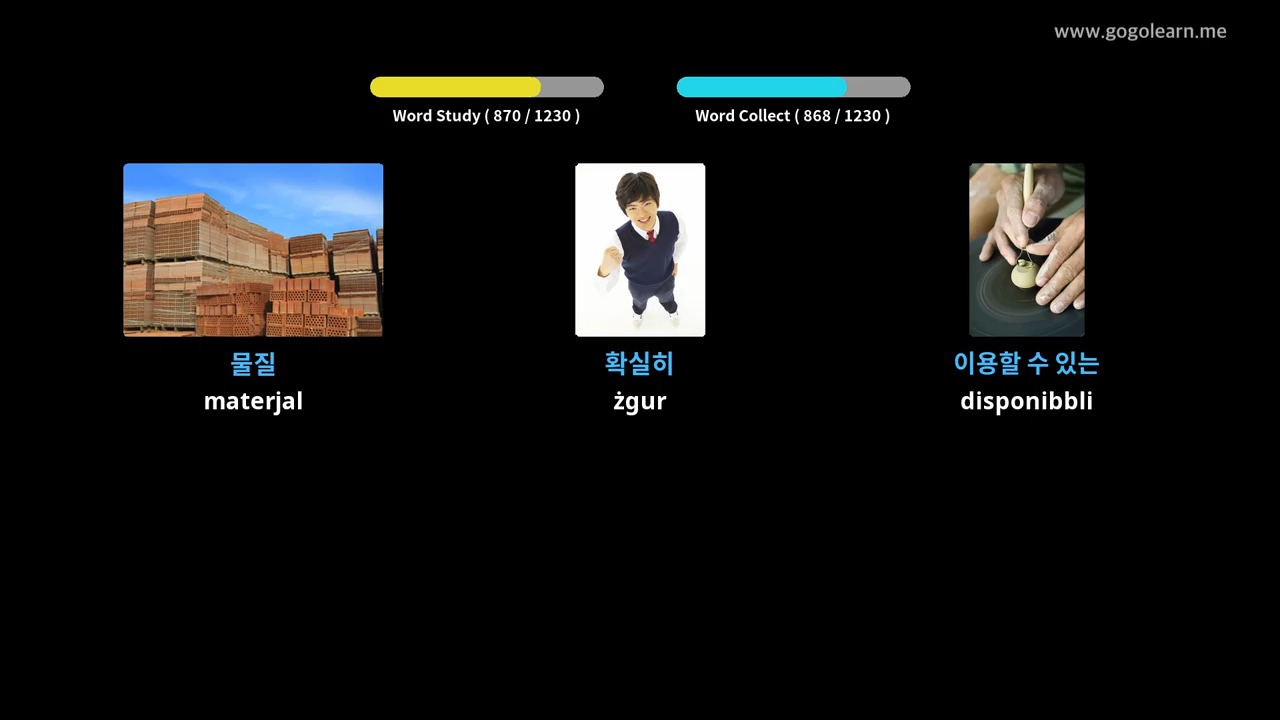 www.gogolearn.me
Word Study ( 870 / 1230 )
Word Collect ( 868 / 1230 )
물질
확실히
이용할 수 있는
materjal
żgur
disponibbli